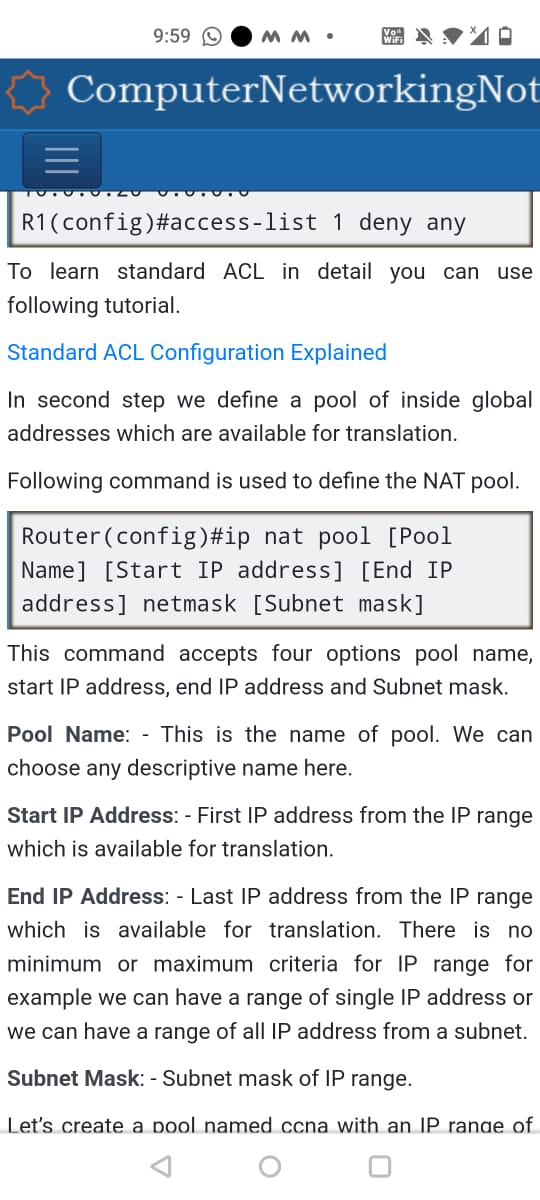 9:59
Vo WiFi
ComputerNetworkingNot
R1(config)#access-list 1 deny any
To learn standard ACL in detail you can use
following tutorial.
Standard ACL Configuration Explained
In second step we define a pool of inside global
addresses which are available for translation.
Following command is used to define the NAT pool.
Router(config)#ip nat pool [Pool
Name] [Start IP address] [End IP
address] netmask [Subnet mask]
This command accepts four options pool name,
start IP address, end IP address and Subnet mask.
Pool Name: - This is the name of pool. We can
choose any descriptive name here.
Start IP Address: - First IP address from the IP range
which is available for translation.
End IP Address: - Last IP address from the IP range
which is available for translation. There is no
minimum or maximum criteria for IP range for
example we can have a range of single IP address or
we can have a range of all IP address from a subnet.
Subnet Mask: - Subnet mask of IP range.
Let's create a pool named ccna with an IP range of